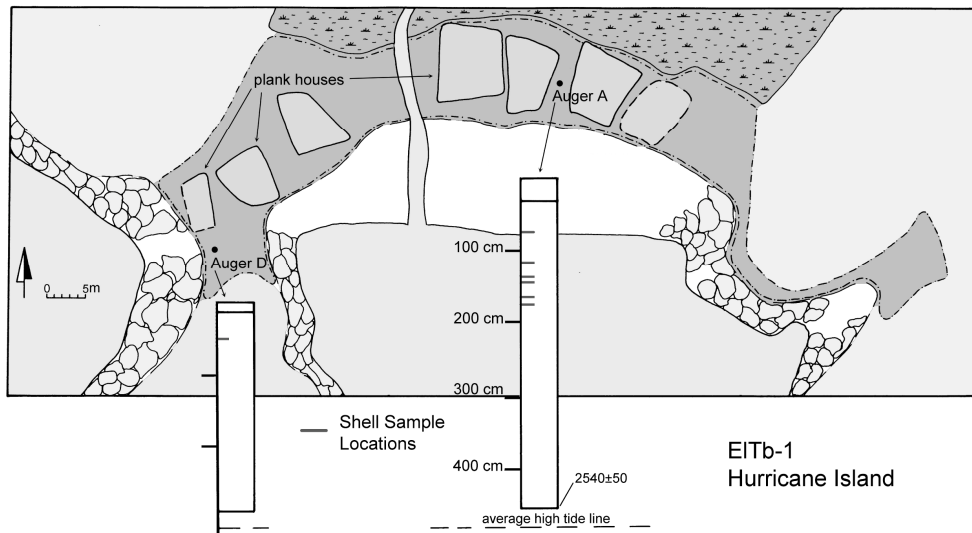 plank houses
Auger A
Auger D
0 5m
100 cm
200 cm
300 cm
400 cm
Shell Sample
Locations
2540±50
average high tide line
ElTb-1
Hurricane Island